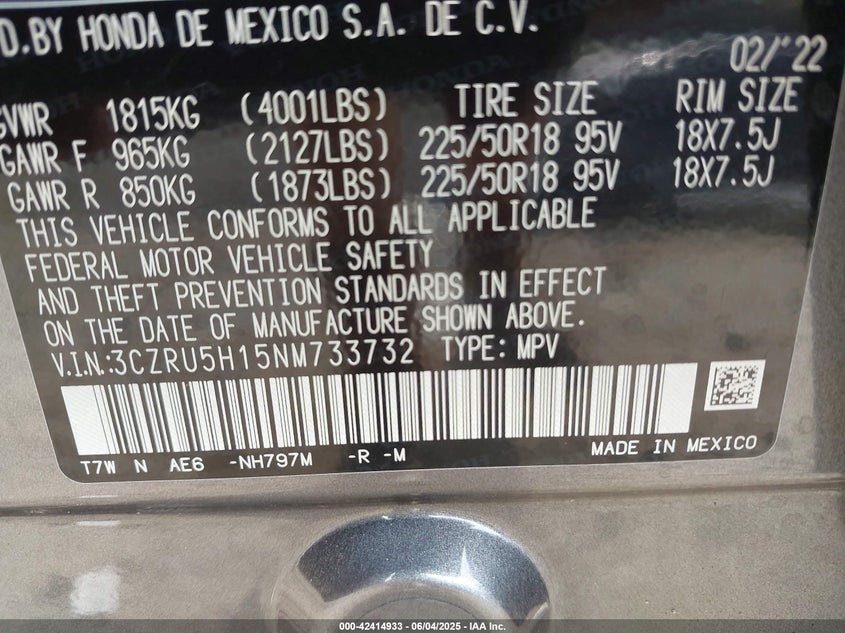 D.BY HONDA DE MEXICO S.A. DE C.V.
02/'22
GVWR 1815KG (4001LBS) TIRE SIZE RIM SIZE
GAWR F 965KG (2127LBS) 225/50R18 95V 18X7.5J
GAWR R 850KG (1873LBS) 225/50R18 95V 18X7.5J
THIS VEHICLE CONFORMS TO ALL APPLICABLE
FEDERAL MOTOR VEHICLE SAFETY
AND THEFT PREVENTION STANDARDS IN EFFECT
ON THE DATE OF MANUFACTURE SHOWN ABOVE.
V.I.N:3CZRU5H15NM733732 TYPE: MPV
T7W N AE6 -NH797M -R -M MADE IN MEXICO
000-42414933 - 06/04/2025 - IAA Inc.